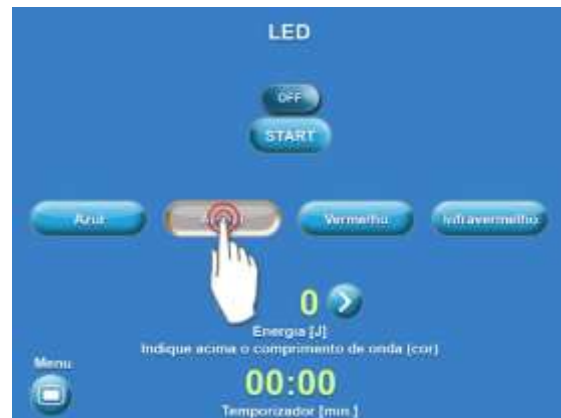 LED
OFF
START
Azul
Vermelho
Infravermelho
0
Energia [J]
Indique acima o comprimento de onda (cor)
Menu
00:00
Temporizador [min.]